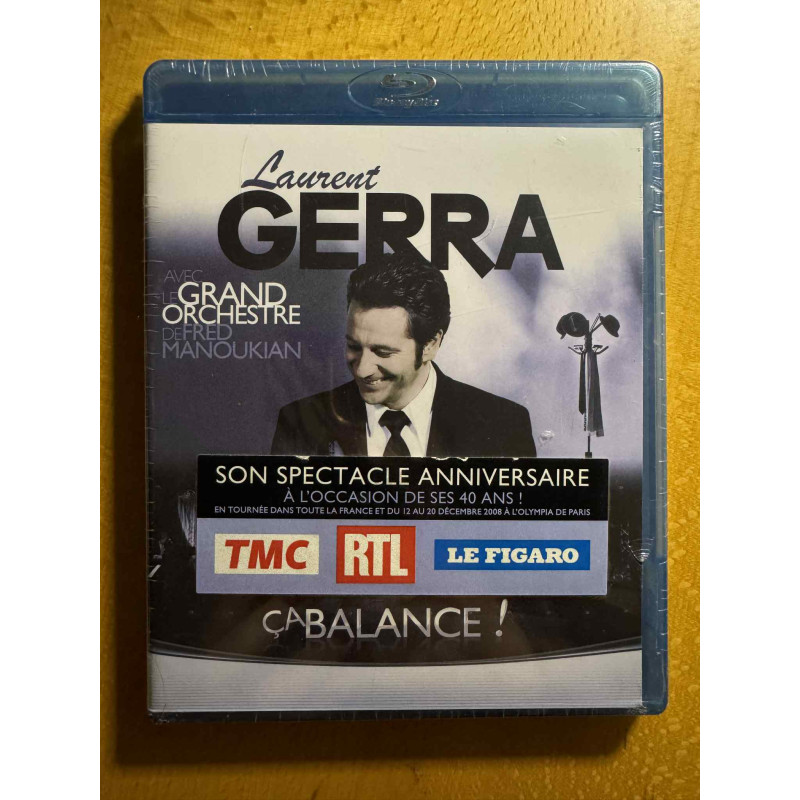 Blu-ray Disc
Laurent
GERRA
AVEC
LE GRAND
ORCHESTRE
DE FRED
MANOUKIAN
SON SPECTACLE ANNIVERSAIRE
À L'OCCASION DE SES 40 ANS !
EN TOURNÉE DANS TOUTE LA FRANCE ET DU 12 AU 20 DÉCEMBRE 2008 À L'OLYMPIA DE PARIS
TMC RTL LE FIGARO
ÇA BALANCE !